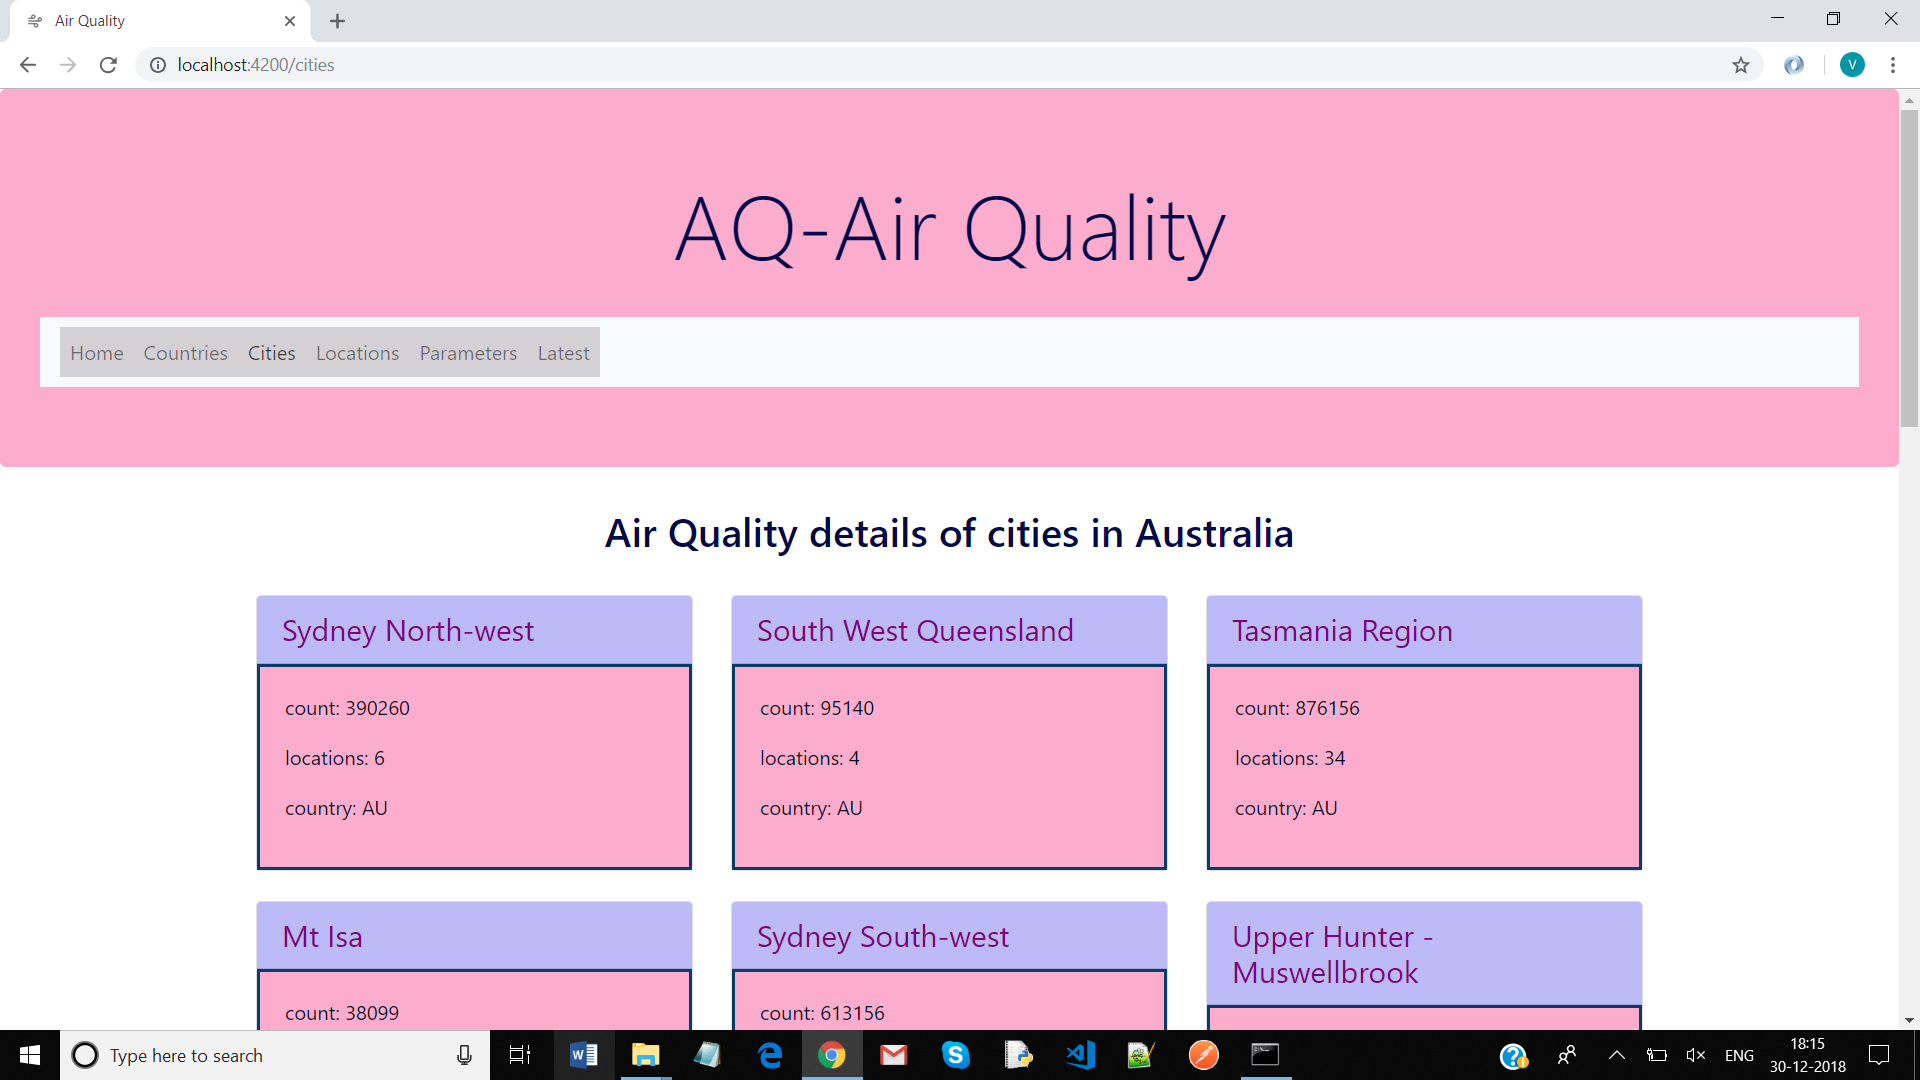 Air Quality
localhost:4200/cities
V
AQ-Air Quality
Home Countries Cities Locations Parameters Latest
Air Quality details of cities in Australia
Sydney North-west
count: 390260
locations: 6
country: AU
South West Queensland
count: 95140
locations: 4
country: AU
Tasmania Region
count: 876156
locations: 34
country: AU
Mt Isa
count: 38099
Sydney South-west
count: 613156
Upper Hunter -
Muswellbrook
Type here to search
ENG
18:15
30-12-2018